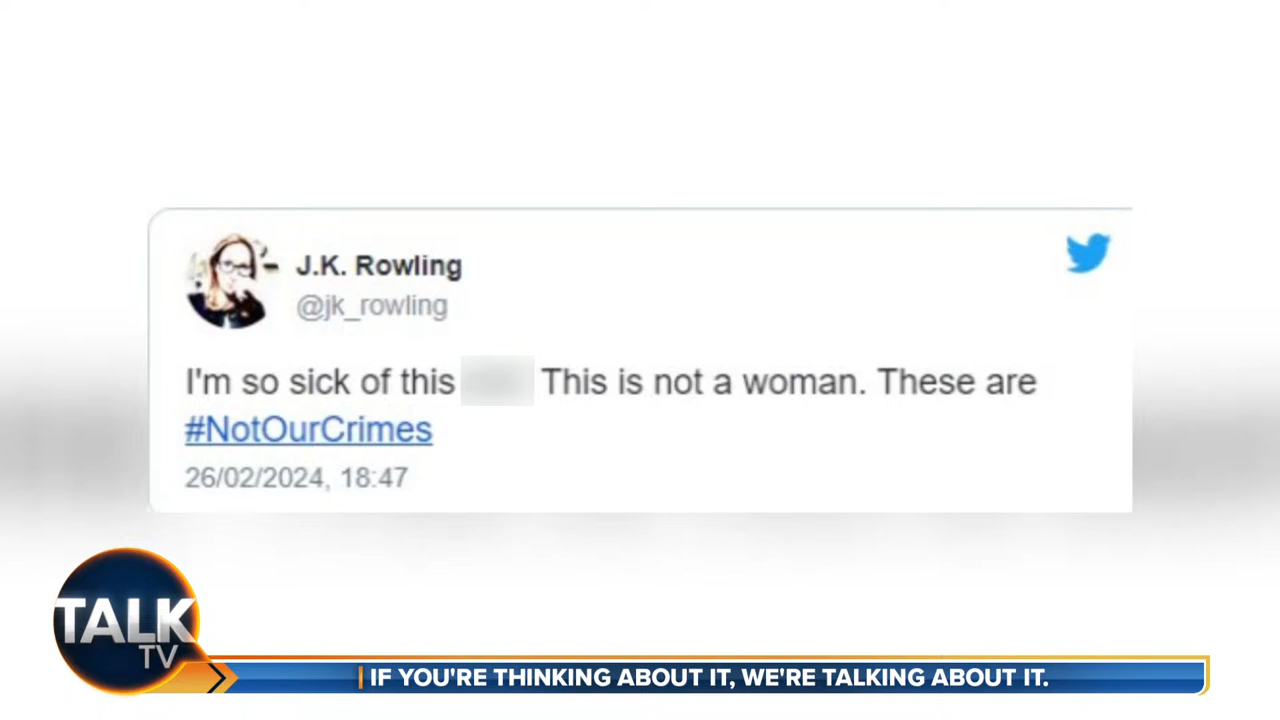 J.K. Rowling
@jk_rowling
I'm so sick of this This is not a woman. These are
#NotOurCrimes
26/02/2024, 18:47
TALK
TV
IF YOU'RE THINKING ABOUT IT, WE'RE TALKING ABOUT IT.